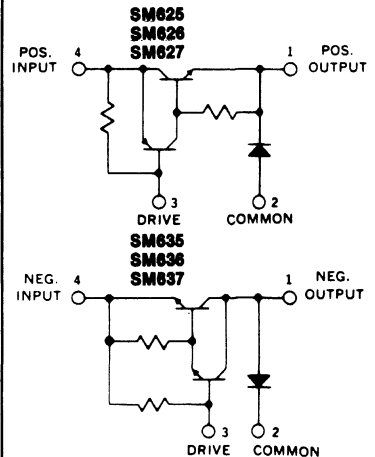 SM625
SM626
SM627
POS. INPUT 4
1 POS. OUTPUT
3
DRIVE
2
COMMON
SM635
SM636
SM637
NEG. INPUT 4
1 NEG. OUTPUT
3
DRIVE
2
COMMON